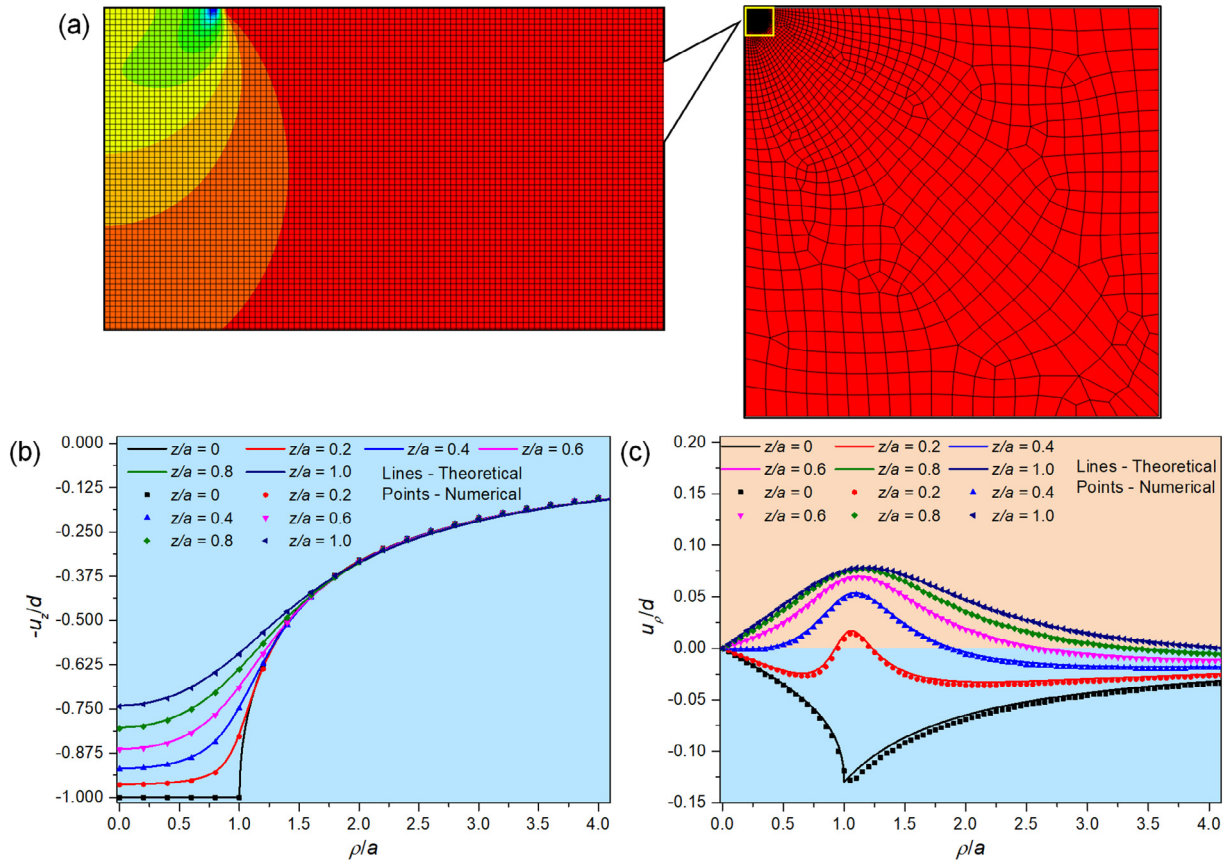 (a)
(b)
0.000
-0.125
-0.250
-0.375
-0.500
-0.625
-0.750
-0.875
-1.000
-u_z/d
z/a = 0 z/a = 0.2 z/a = 0.4 z/a = 0.6
z/a = 0.8 z/a = 1.0 Lines - Theoretical
z/a = 0 z/a = 0.2 Points - Numerical
z/a = 0.4 z/a = 0.6
z/a = 0.8 z/a = 1.0
0.0 0.5 1.0 1.5 2.0 2.5 3.0 3.5 4.0
ρ/a
(c)
0.20
0.15
0.10
0.05
0.00
-0.05
-0.10
-0.15
u_ρ/d
z/a = 0 z/a = 0.2 z/a = 0.4
z/a = 0.6 z/a = 0.8 z/a = 1.0 Lines - Theoretical
z/a = 0 z/a = 0.2 z/a = 0.4 Points - Numerical
z/a = 0.6 z/a = 0.8 z/a = 1.0
0.0 0.5 1.0 1.5 2.0 2.5 3.0 3.5 4.0
ρ/a